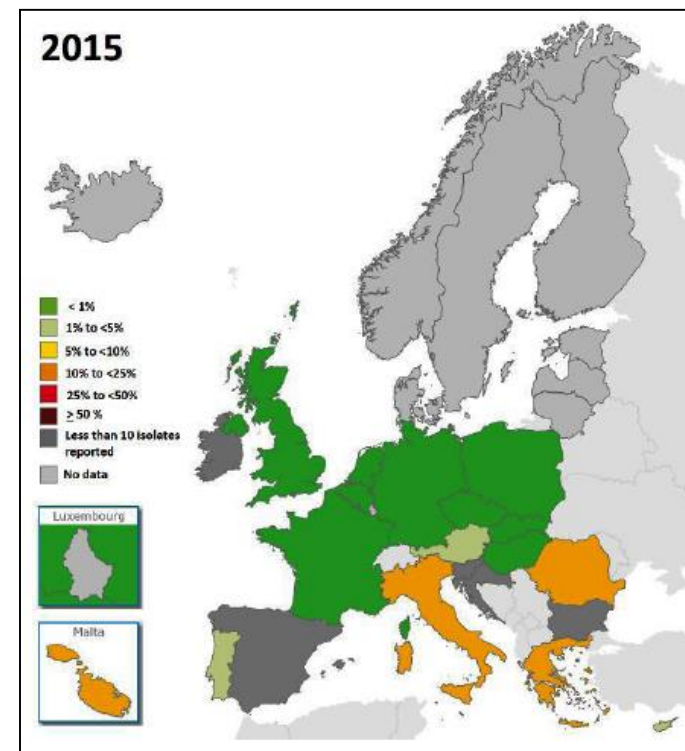 2015
< 1%
1% to <5%
5% to <10%
10% to <25%
25% to <50%
≥ 50 %
Less than 10 isolates
reported
No data
Luxembourg
Malta